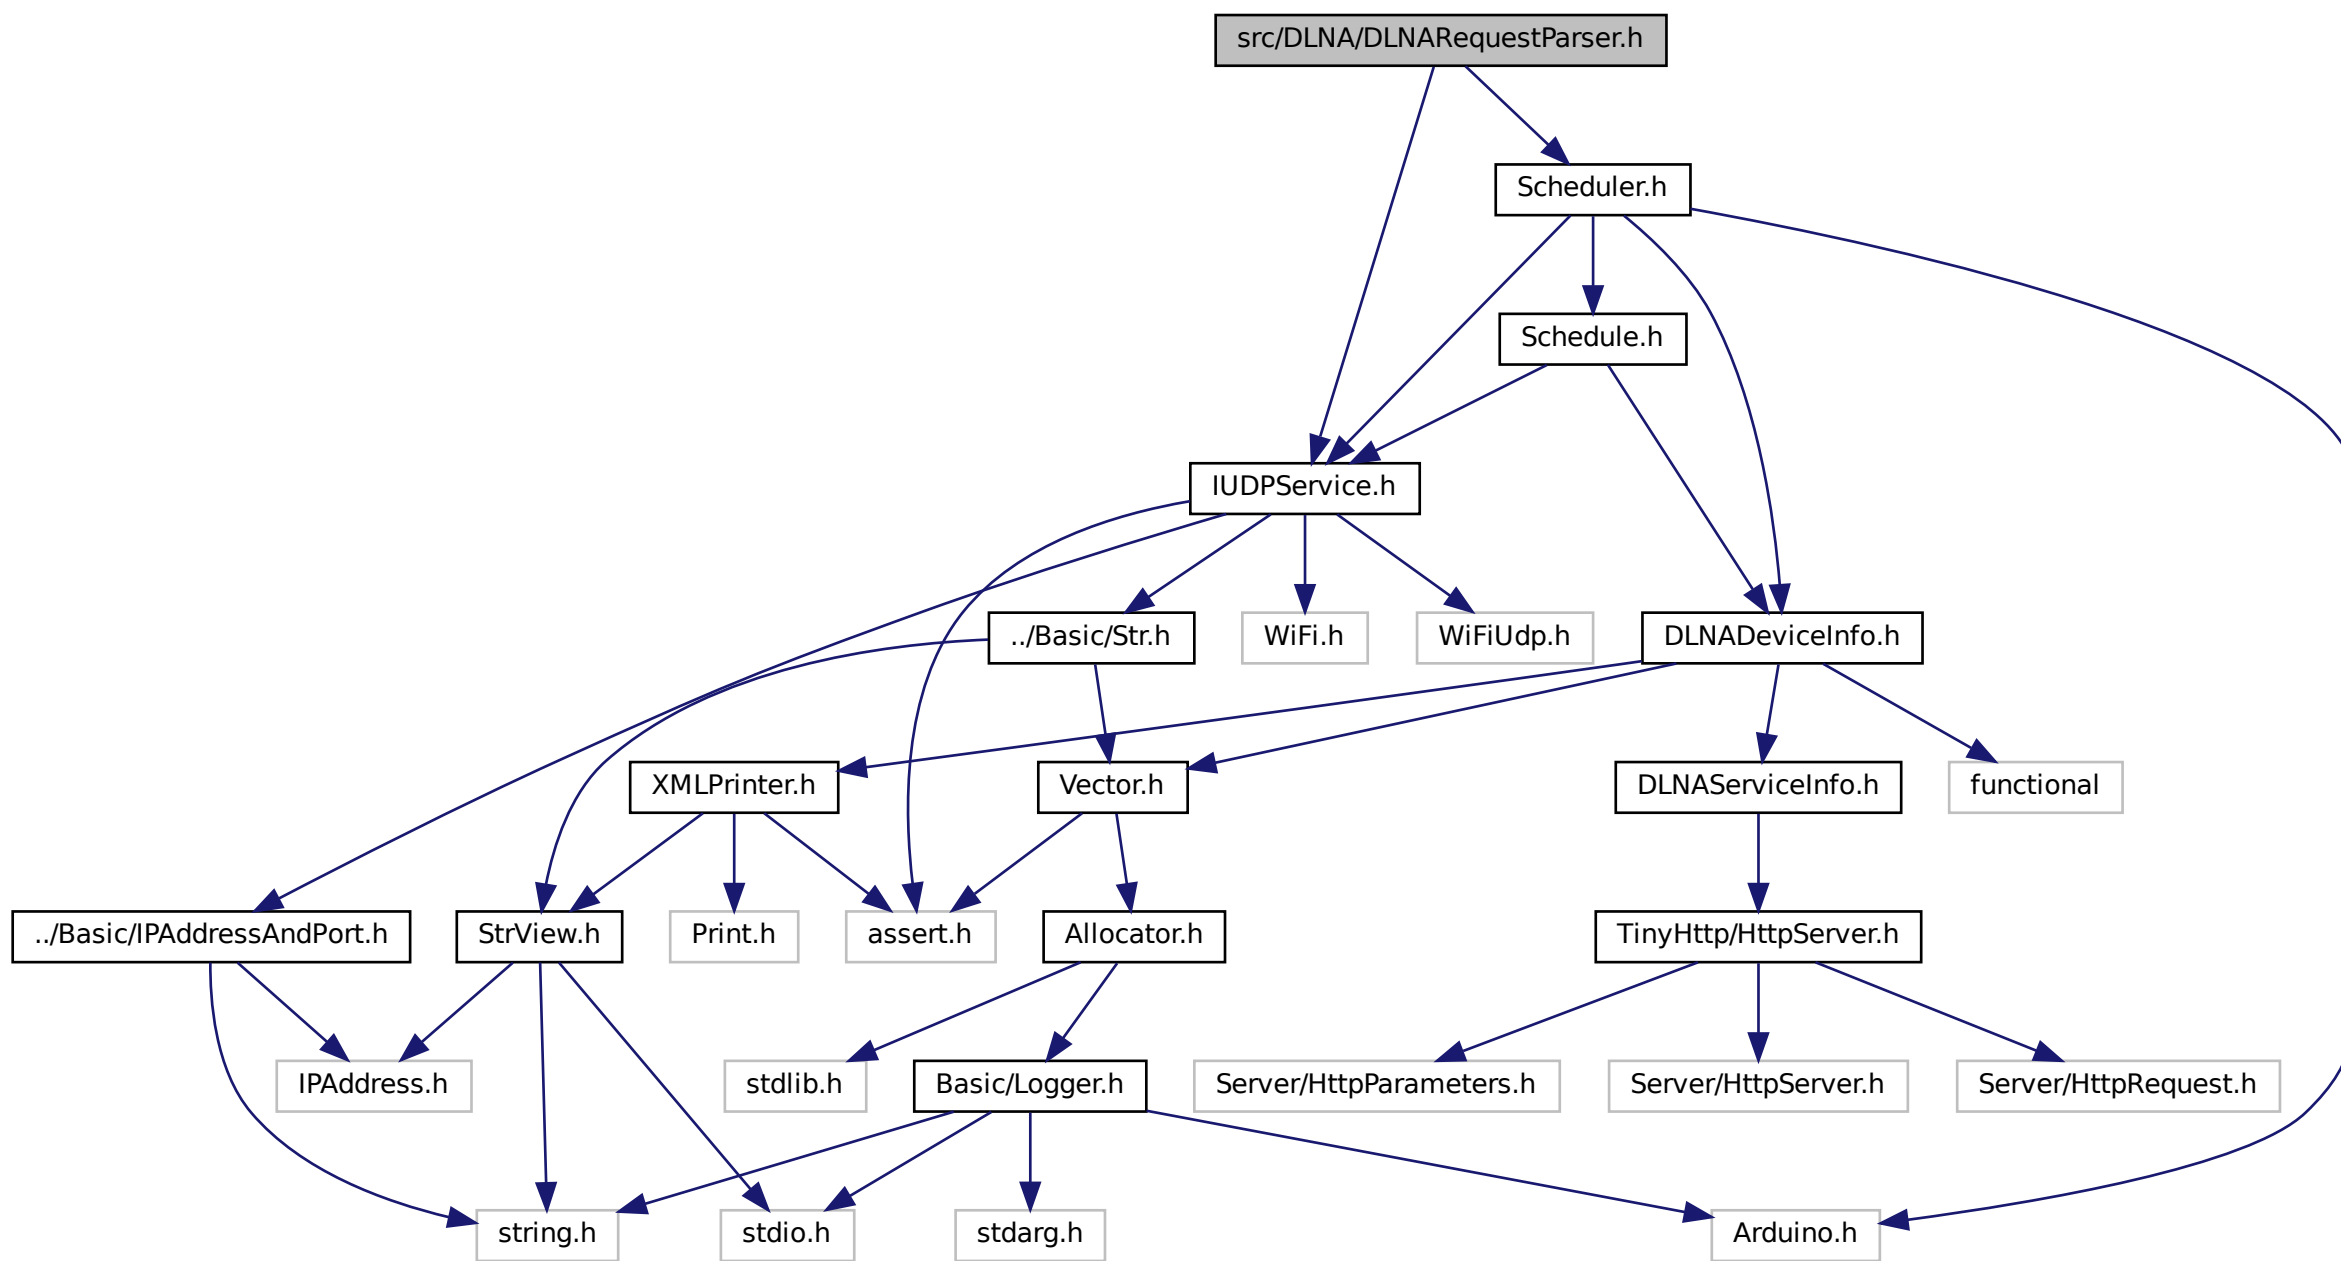 src/DLNA/DLNARequestParser.h
Scheduler.h
Schedule.h
IUDPService.h
../Basic/Str.h
WiFi.h
WiFiUdp.h
DLNADeviceInfo.h
XMLPrinter.h
Vector.h
DLNAServiceInfo.h
functional
../Basic/IPAddressAndPort.h
StrView.h
Print.h
assert.h
Allocator.h
TinyHttp/HttpServer.h
IPAddress.h
stdlib.h
Basic/Logger.h
Server/HttpParameters.h
Server/HttpServer.h
Server/HttpRequest.h
string.h
stdio.h
stdarg.h
Arduino.h